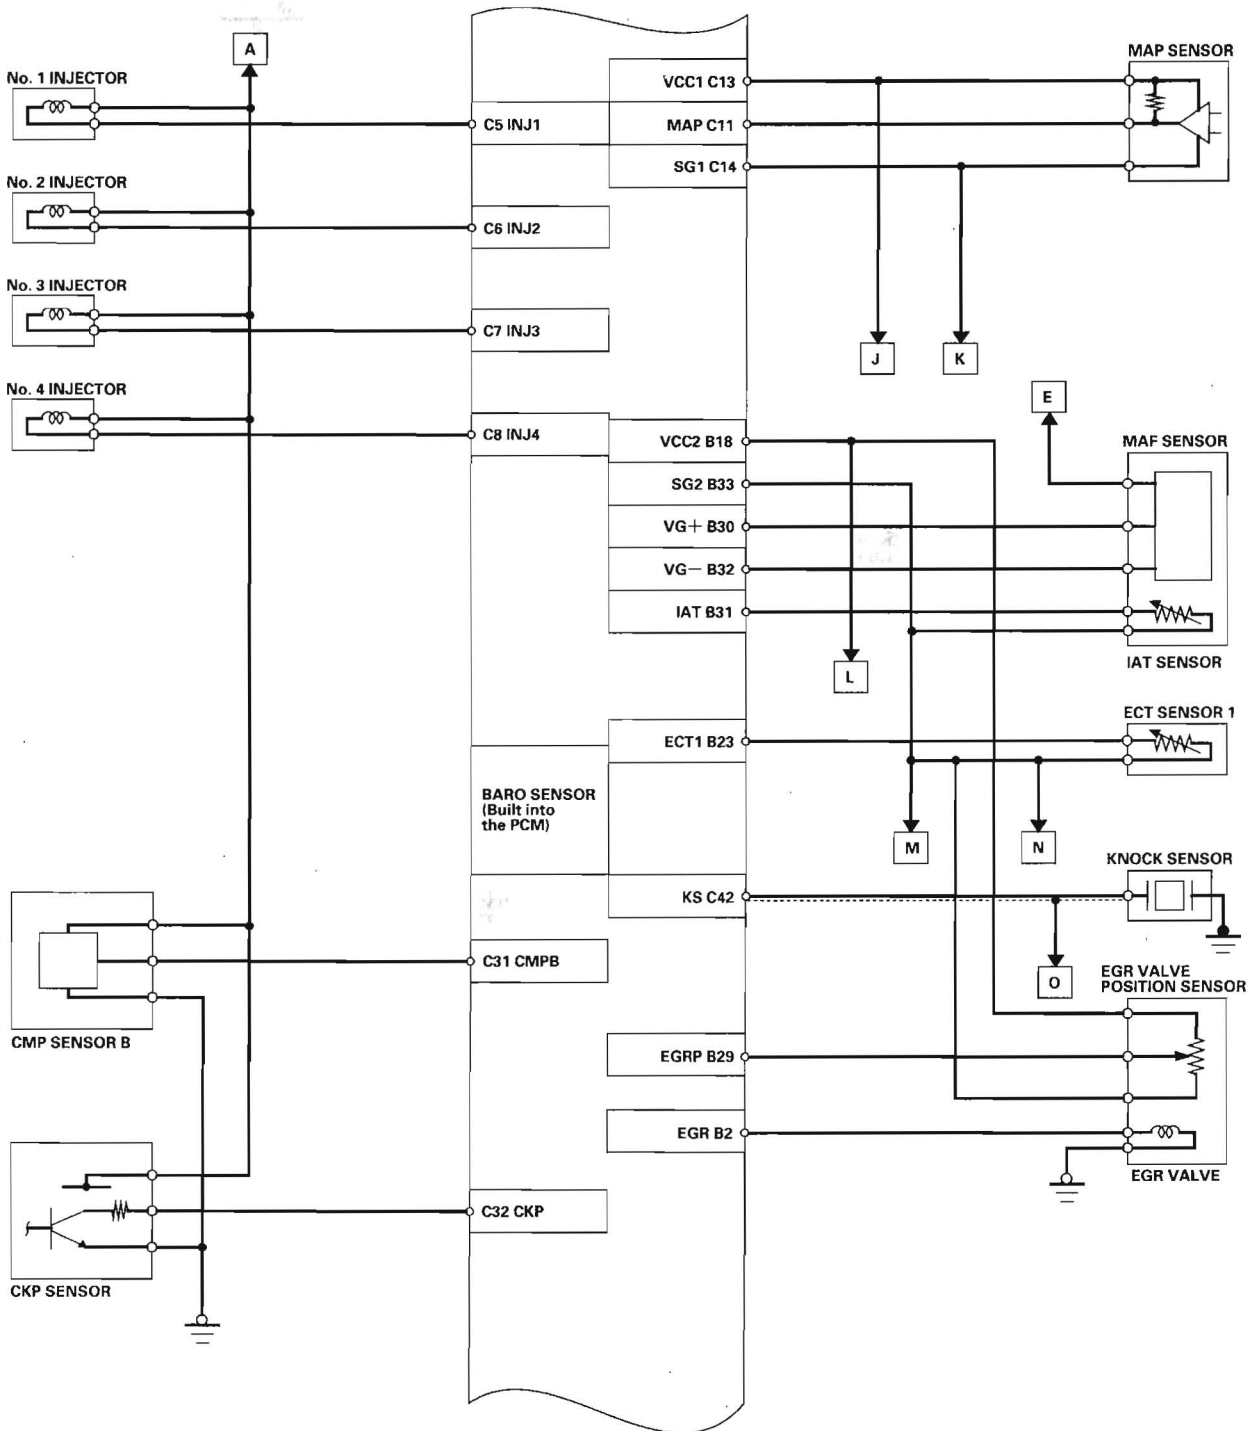 A
No. 1 INJECTOR
No. 2 INJECTOR
No. 3 INJECTOR
No. 4 INJECTOR
CMP SENSOR B
CKP SENSOR
C5 INJ1
C6 INJ2
C7 INJ3
C8 INJ4
BARO SENSOR
(Built into
the PCM)
C31 CMPB
C32 CKP
VCC1 C13
MAP C11
SG1 C14
VCC2 B18
SG2 B33
VG+ B30
VG− B32
IAT B31
ECT1 B23
KS C42
EGRP B29
EGR B2
J
K
E
L
M
N
O
MAP SENSOR
MAF SENSOR
IAT SENSOR
ECT SENSOR 1
KNOCK SENSOR
EGR VALVE
POSITION SENSOR
EGR VALVE